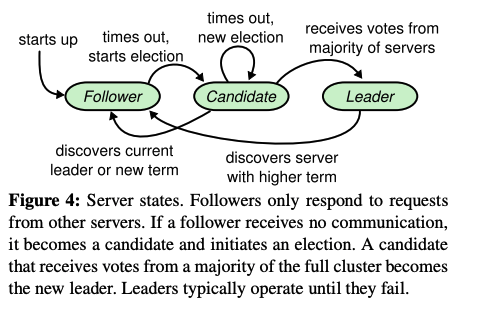 times out,
new election
receives votes from
majority of servers
times out,
starts election
starts up
Follower
Candidate
Leader
discovers current
leader or new term
discovers server
with higher term
Figure 4: Server states. Followers only respond to requests
from other servers. If a follower receives no communication,
it becomes a candidate and initiates an election. A candidate
that receives votes from a majority of the full cluster becomes
the new leader. Leaders typically operate until they fail.